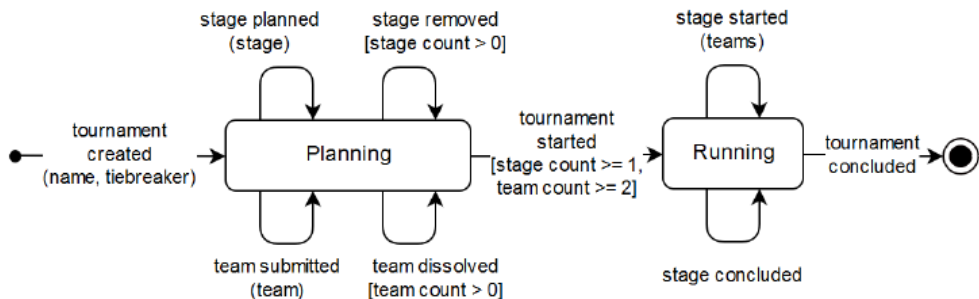 stage planned
(stage)
stage removed
[stage count > 0]
stage started
(teams)
tournament
created
(name, tiebreaker)
Planning
tournament
started
[stage count >= 1,
team count >= 2]
Running
tournament
concluded
team submitted
(team)
team dissolved
[team count > 0]
stage concluded